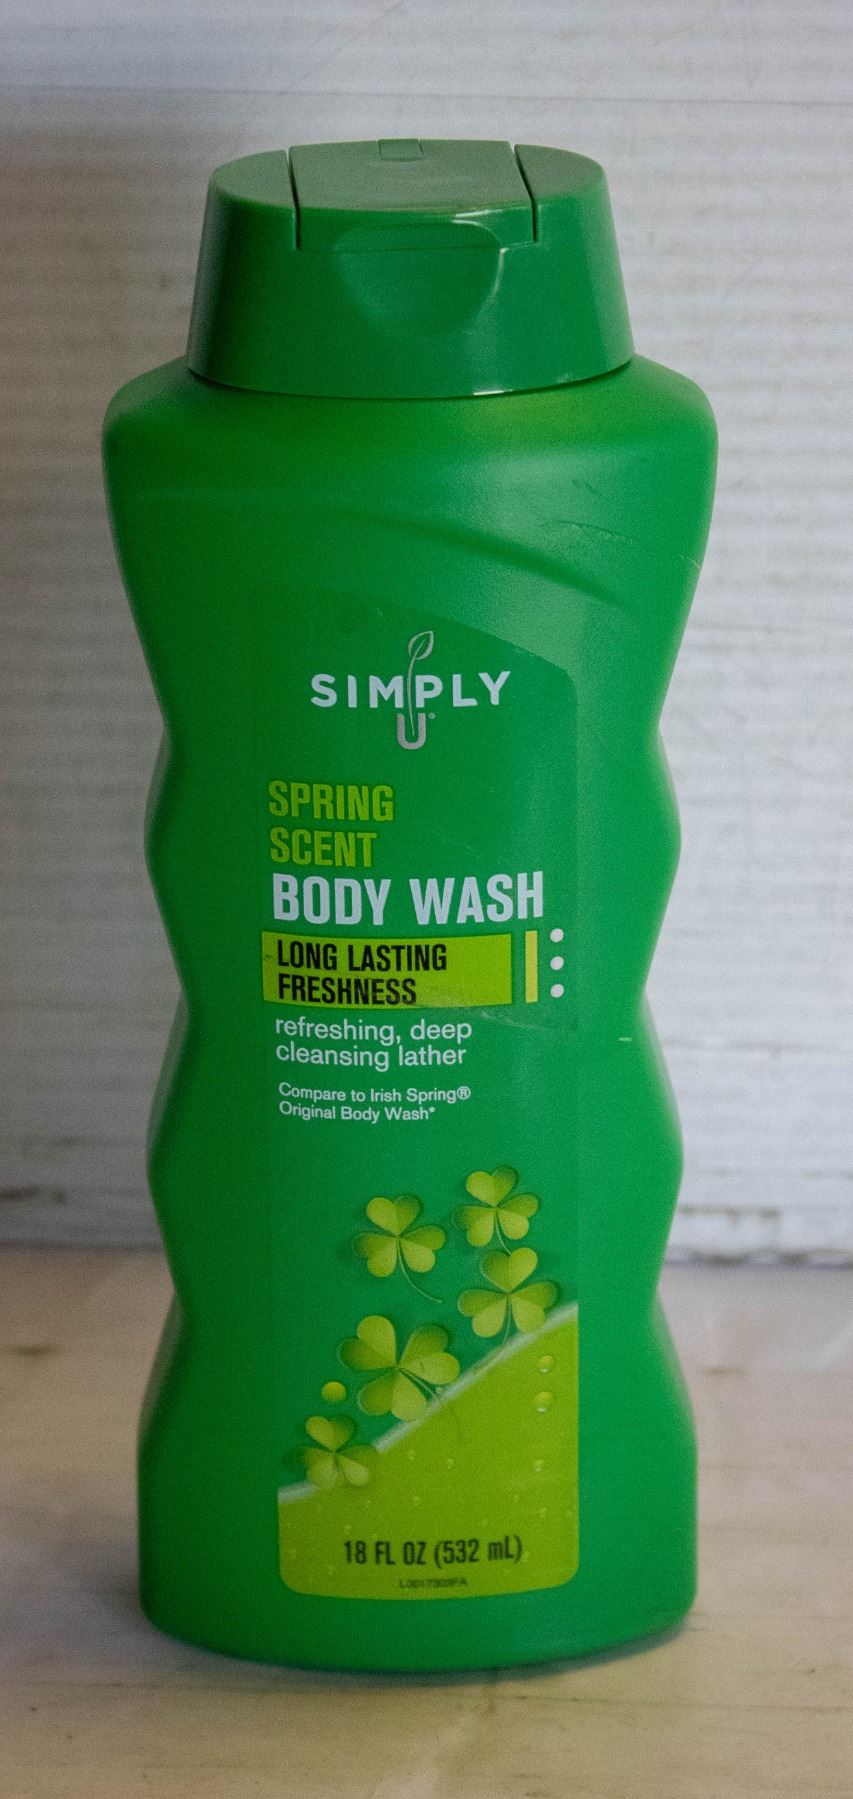 SIMPLY
U®
SPRING
SCENT
BODY WASH
LONG LASTING
FRESHNESS
refreshing, deep
cleansing lather
Compare to Irish Spring®
Original Body Wash*
18 FL OZ (532 mL)